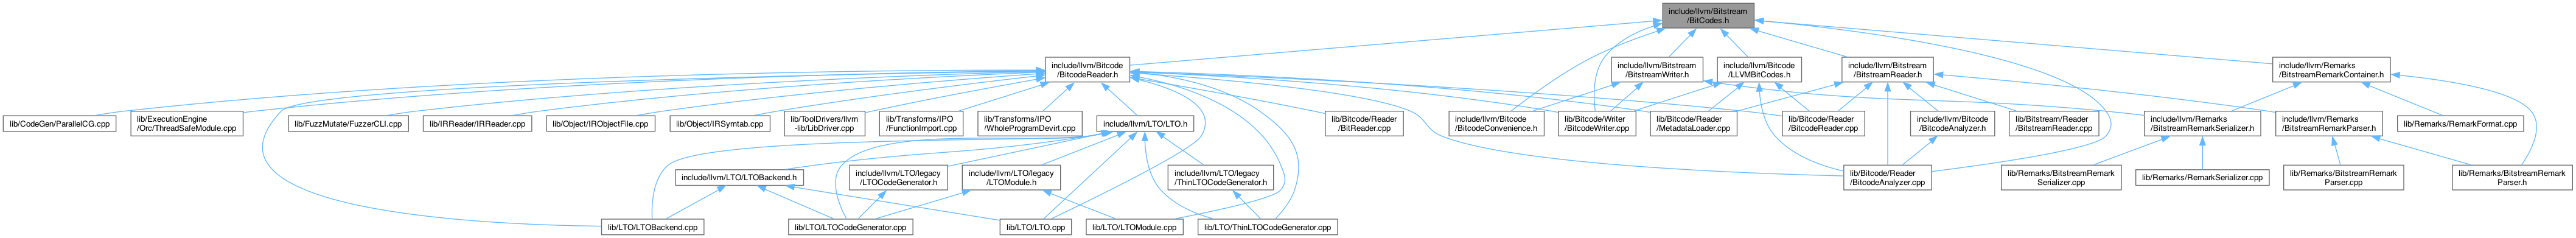 include/llvm/Bitstream
/BitCodes.h
include/llvm/Bitcode
/BitcodeReader.h
include/llvm/Bitstream
/BitstreamWriter.h
include/llvm/Bitcode
/LLVMBitCodes.h
include/llvm/Bitstream
/BitstreamReader.h
include/llvm/Remarks
/BitstreamRemarkContainer.h
lib/CodeGen/ParallelCG.cpp
lib/ExecutionEngine
/Orc/ThreadSafeModule.cpp
lib/FuzzMutate/FuzzerCLI.cpp
lib/IRReader/IRReader.cpp
lib/Object/IRObjectFile.cpp
lib/Object/IRSymtab.cpp
lib/ToolDrivers/llvm
-lib/LibDriver.cpp
lib/Transforms/IPO
/FunctionImport.cpp
lib/Transforms/IPO
/WholeProgramDevirt.cpp
include/llvm/LTO/LTO.h
lib/Bitcode/Reader
/BitReader.cpp
include/llvm/Bitcode
/BitcodeConvenience.h
lib/Bitcode/Writer
/BitcodeWriter.cpp
lib/Bitcode/Reader
/MetadataLoader.cpp
lib/Bitcode/Reader
/BitcodeReader.cpp
include/llvm/Bitcode
/BitcodeAnalyzer.h
lib/Bitstream/Reader
/BitstreamReader.cpp
include/llvm/Remarks
/BitstreamRemarkSerializer.h
include/llvm/Remarks
/BitstreamRemarkParser.h
lib/Remarks/RemarkFormat.cpp
include/llvm/LTO/LTOBackend.h
include/llvm/LTO/legacy
/LTOCodeGenerator.h
include/llvm/LTO/legacy
/LTOModule.h
include/llvm/LTO/legacy
/ThinLTOCodeGenerator.h
lib/Bitcode/Reader
/BitcodeAnalyzer.cpp
lib/Remarks/BitstreamRemark
Serializer.cpp
lib/Remarks/RemarkSerializer.cpp
lib/Remarks/BitstreamRemark
Parser.cpp
lib/Remarks/BitstreamRemark
Parser.h
lib/LTO/LTOBackend.cpp
lib/LTO/LTOCodeGenerator.cpp
lib/LTO/LTO.cpp
lib/LTO/LTOModule.cpp
lib/LTO/ThinLTOCodeGenerator.cpp